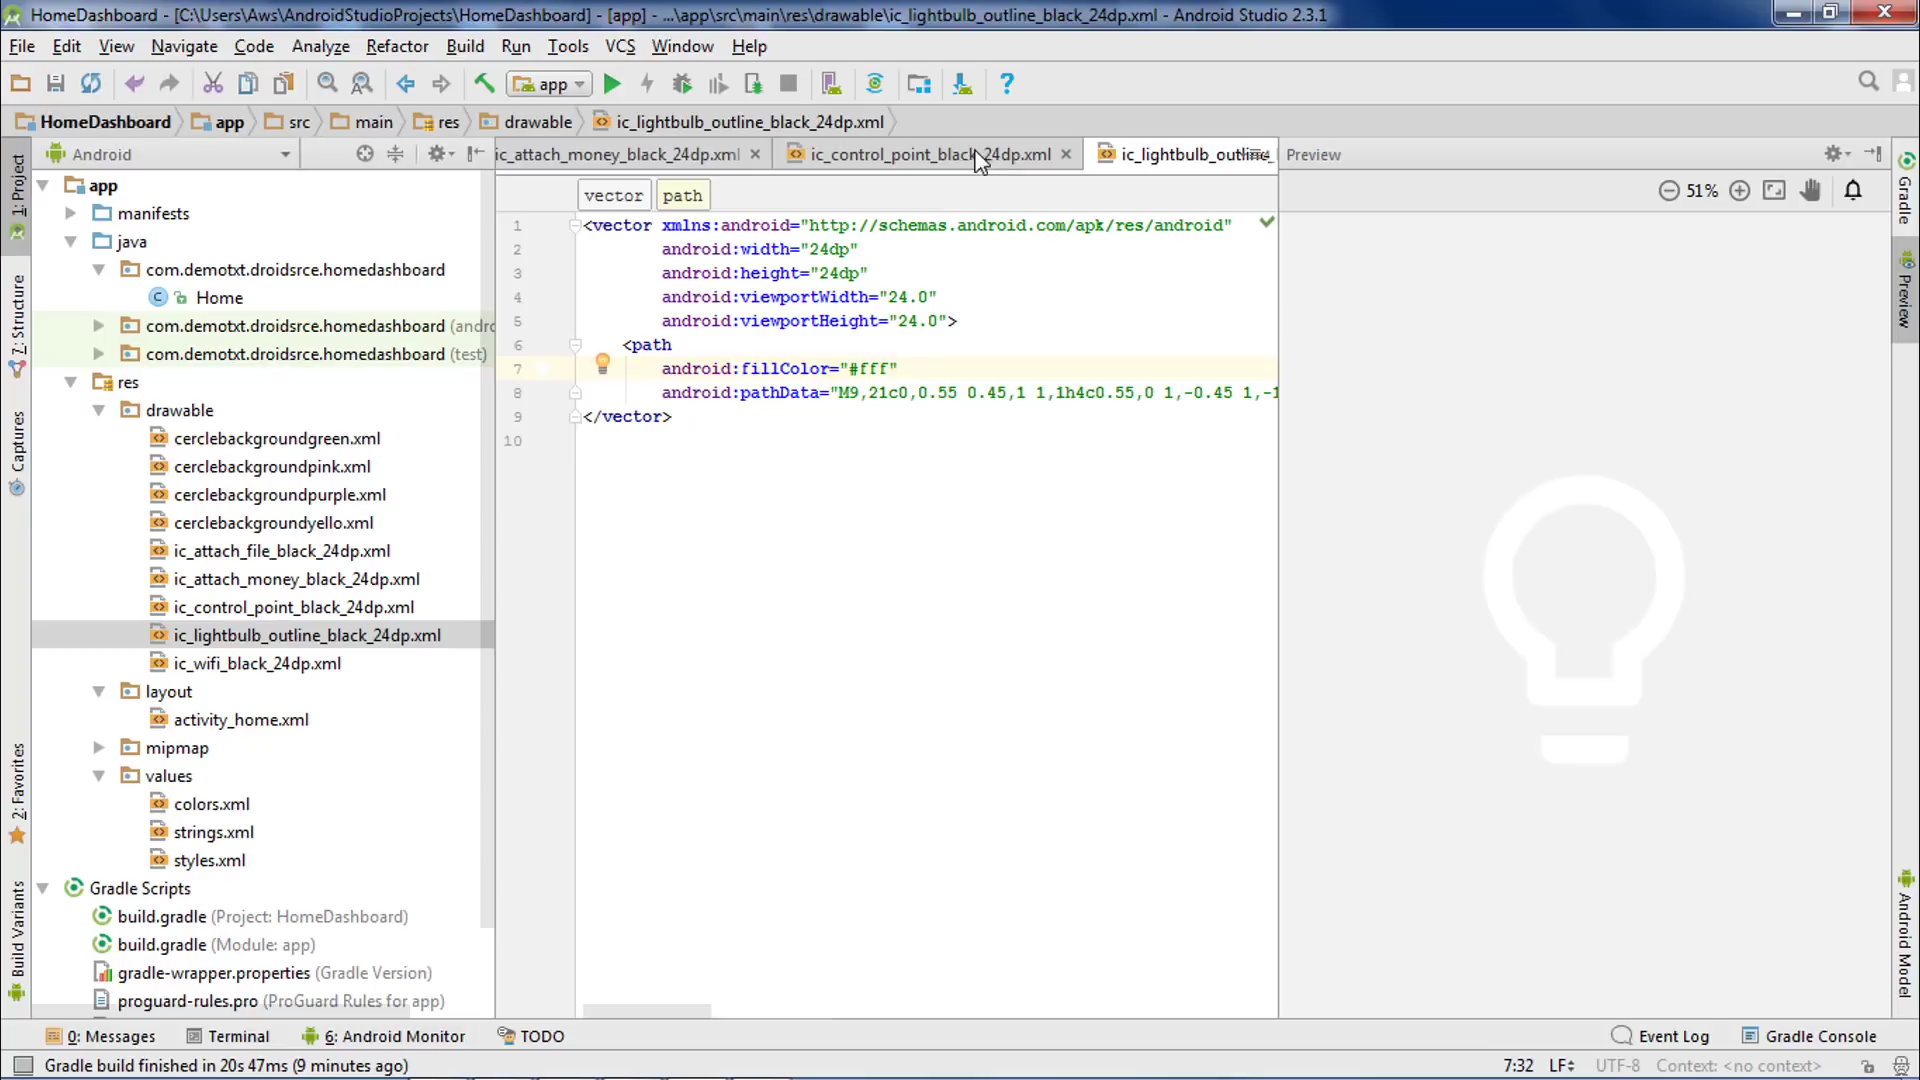 HomeDashboard - [C:\Users\Aws\AndroidStudioProjects\HomeDashboard] - [app] - ...\app\src\main\res\drawable\ic_lightbulb_outline_black_24dp.xml - Android Studio 2.3.1
File Edit View Navigate Code Analyze Refactor Build Run Tools VCS Window Help
app
HomeDashboard app src main res drawable ic_lightbulb_outline_black_24dp.xml
1: Project
7: Structure
Captures
2: Favorites
Build Variants
Android
app
manifests
java
com.demotxt.droidsrce.homedashboard
Home
com.demotxt.droidsrce.homedashboard (andro
com.demotxt.droidsrce.homedashboard (test)
res
drawable
cerclebackgroundgreen.xml
cerclebackgroundpink.xml
cerclebackgroundpurple.xml
cerclebackgroundyello.xml
ic_attach_file_black_24dp.xml
ic_attach_money_black_24dp.xml
ic_control_point_black_24dp.xml
ic_lightbulb_outline_black_24dp.xml
ic_wifi_black_24dp.xml
layout
activity_home.xml
mipmap
values
colors.xml
strings.xml
styles.xml
Gradle Scripts
build.gradle (Project: HomeDashboard)
build.gradle (Module: app)
gradle-wrapper.properties (Gradle Version)
proguard-rules.pro (ProGuard Rules for app)
ic_attach_money_black_24dp.xml ic_control_point_black_24dp.xml ic_lightbulb_outline_
vector path
1 <vector xmlns:android="http://schemas.android.com/apk/res/android"
2 android:width="24dp"
3 android:height="24dp"
4 android:viewportWidth="24.0"
5 android:viewportHeight="24.0">
6 <path
7 android:fillColor="#fff"
8 android:pathData="M9,21c0,0.55 0.45,1 1,1h4c0.55,0 1,-0.45 1,-1
9 </vector>
10
Preview
51%
Gradle
Preview
Android Model
0: Messages Terminal 6: Android Monitor TODO Event Log Gradle Console
Gradle build finished in 20s 47ms (9 minutes ago) 7:32 LF÷ UTF-8 Context: <no context>